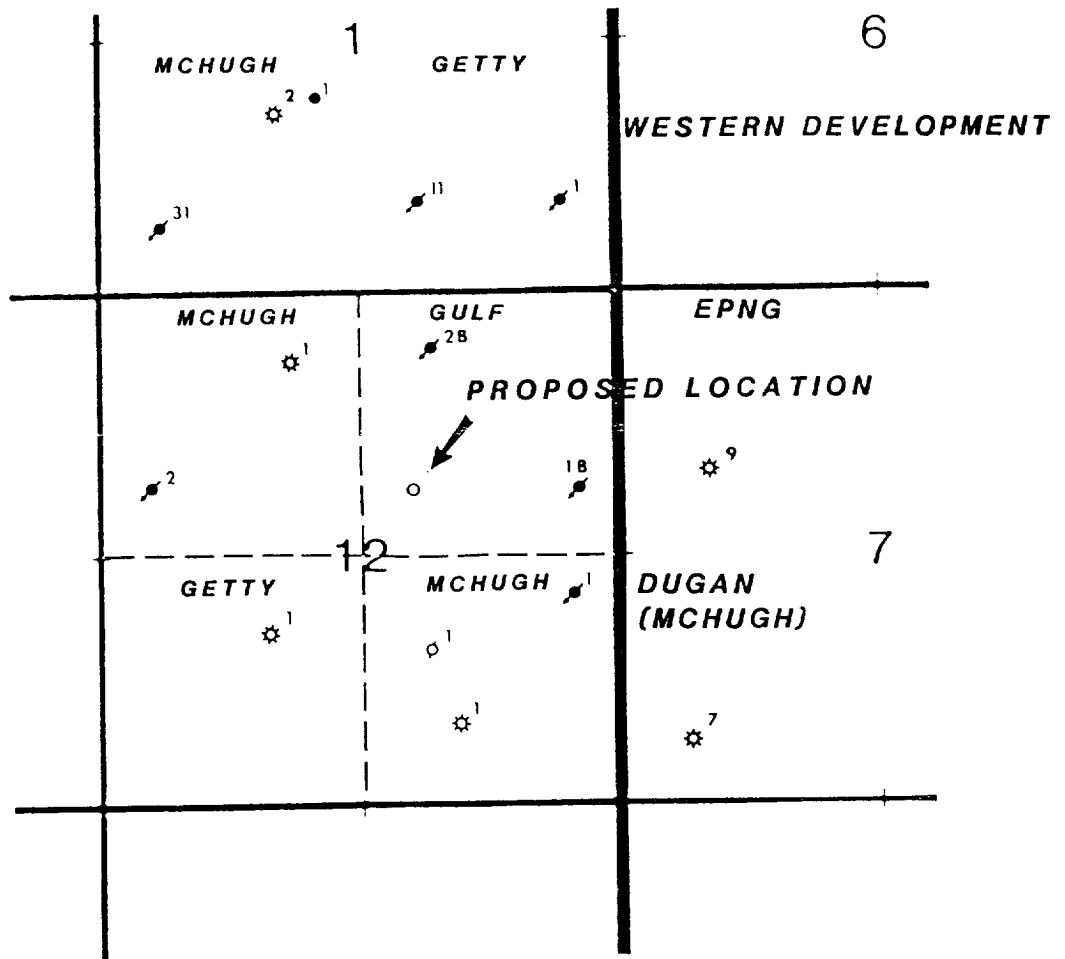 1
6
MCHUGH
GETTY
2
1
WESTERN DEVELOPMENT
31
11
1
MCHUGH
GULF
EPNG
1
2B
PROPOSED LOCATION
2
1B
9
12
7
GETTY
MCHUGH
1
DUGAN
(MCHUGH)
1
1
1
7